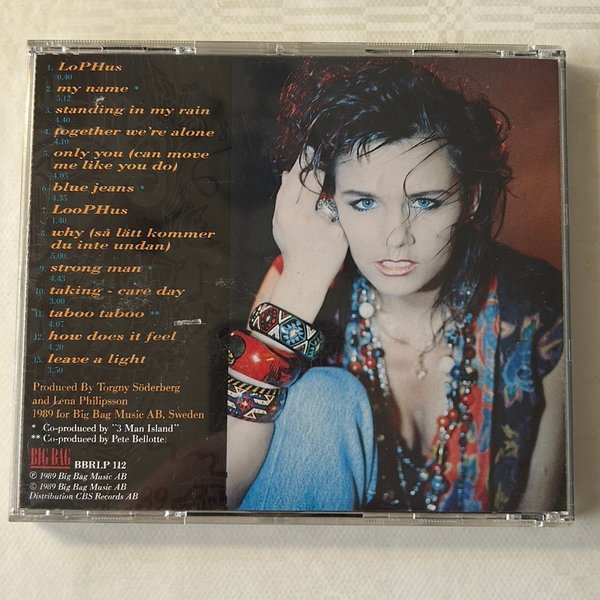 1. LoPHus
0.40
2. my name *
5.12
3. standing in my rain
4.40
4. together we're alone
4.10
5. only you (can move
me like you do)
4.05
6. blue jeans *
4.35
7. LooPHus
1.40
8. why (så lätt kommer
du inte undan)
5.00
9. strong man *
4.43
10. taking - care day
3.00
11. taboo taboo **
4.07
12. how does it feel
4.20
13. leave a light
3.50
Produced By Torgny Söderberg
and Lena Philipsson
1989 for Big Bag Music AB, Sweden
* Co-produced by "3 Man Island"
** Co-produced by Pete Bellotte
BIG BAG BBRLP 112
℗ 1989 Big Bag Music AB
© 1989 Big Bag Music AB
Distribution CBS Records AB